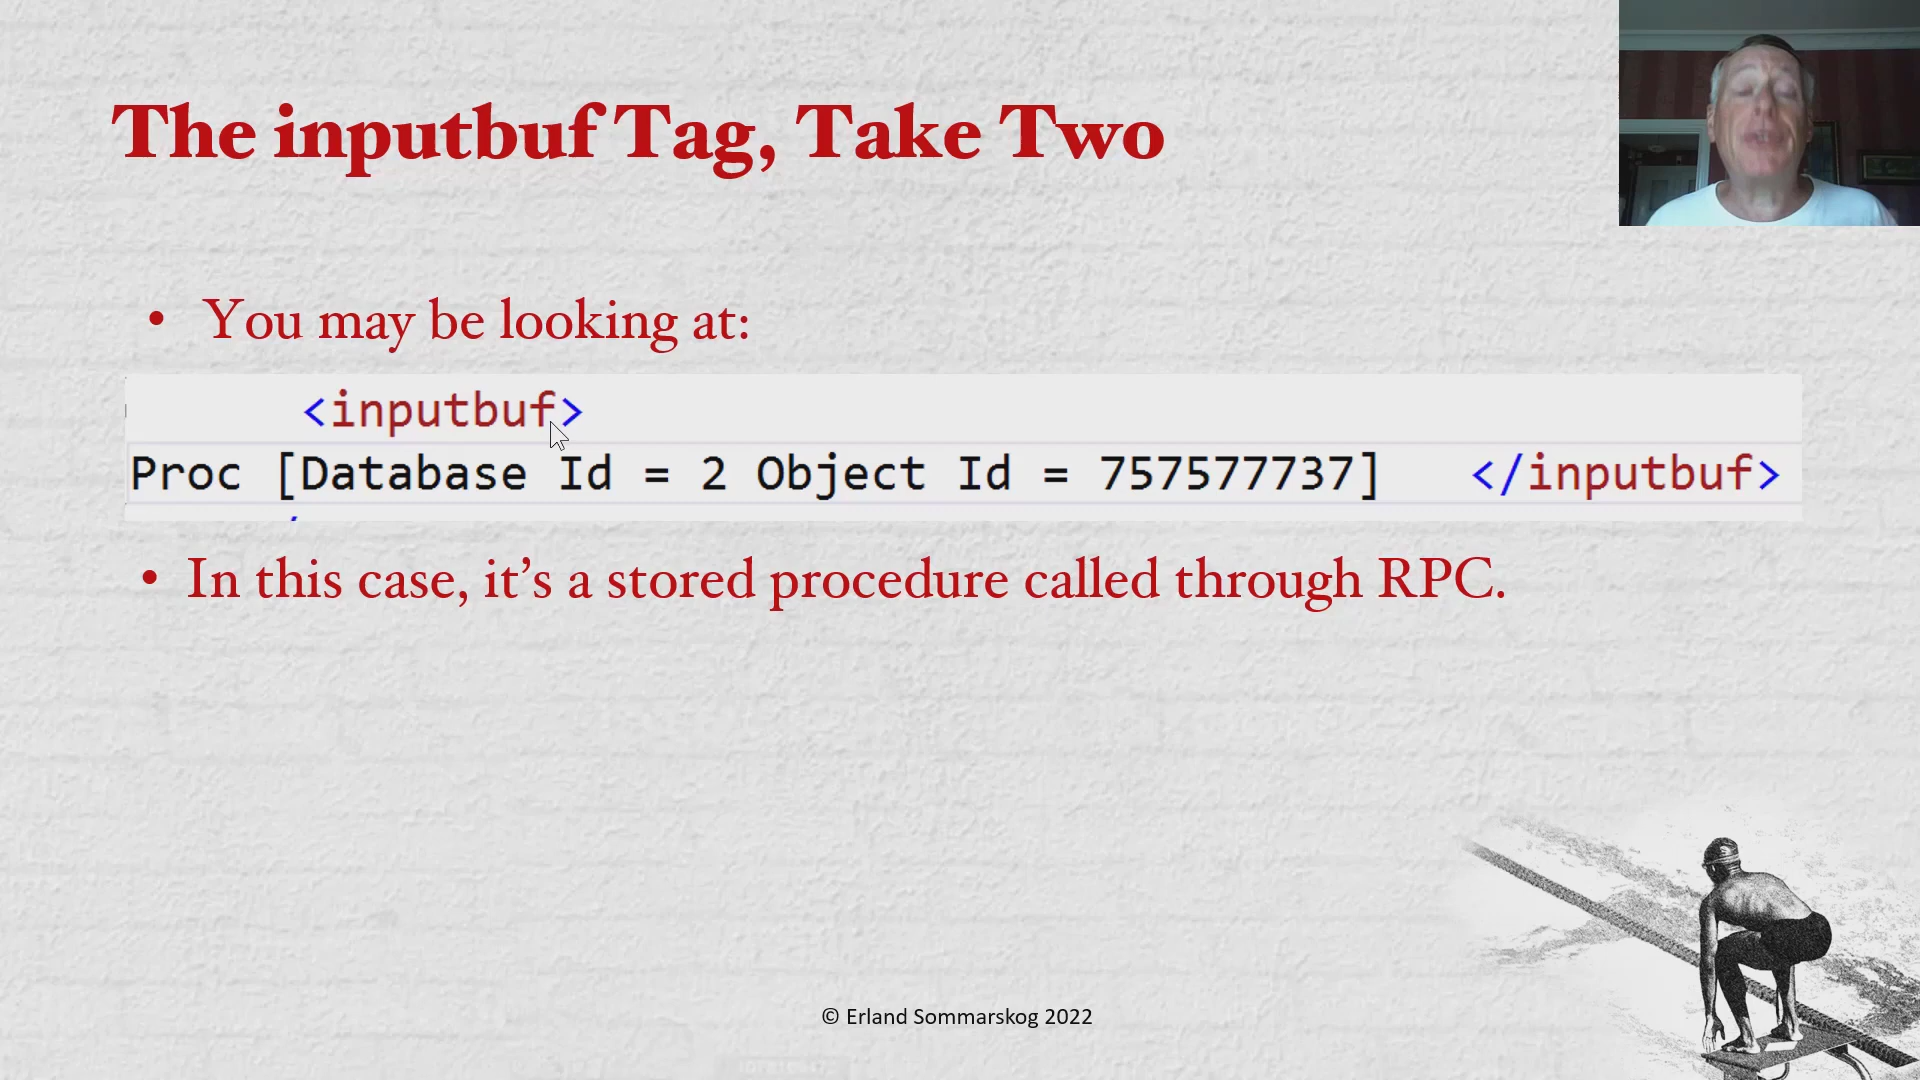 The inputbuf Tag, Take Two
• You may be looking at:
<inputbuf>
Proc [Database Id = 2 Object Id = 757577737]   </inputbuf>
• In this case, it’s a stored procedure called through RPC.
© Erland Sommarskog 2022